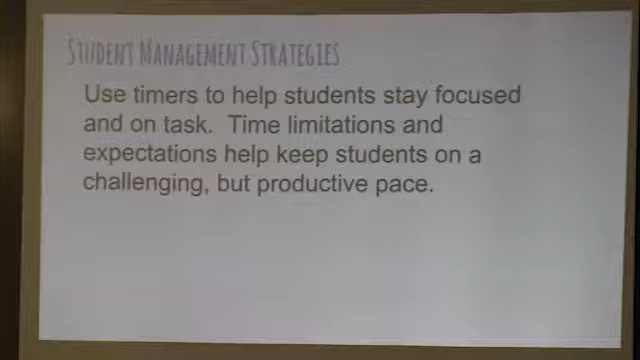 STUDENT MANAGEMENT STRATEGIES
Use timers to help students stay focused
and on task.  Time limitations and
expectations help keep students on a
challenging, but productive pace.